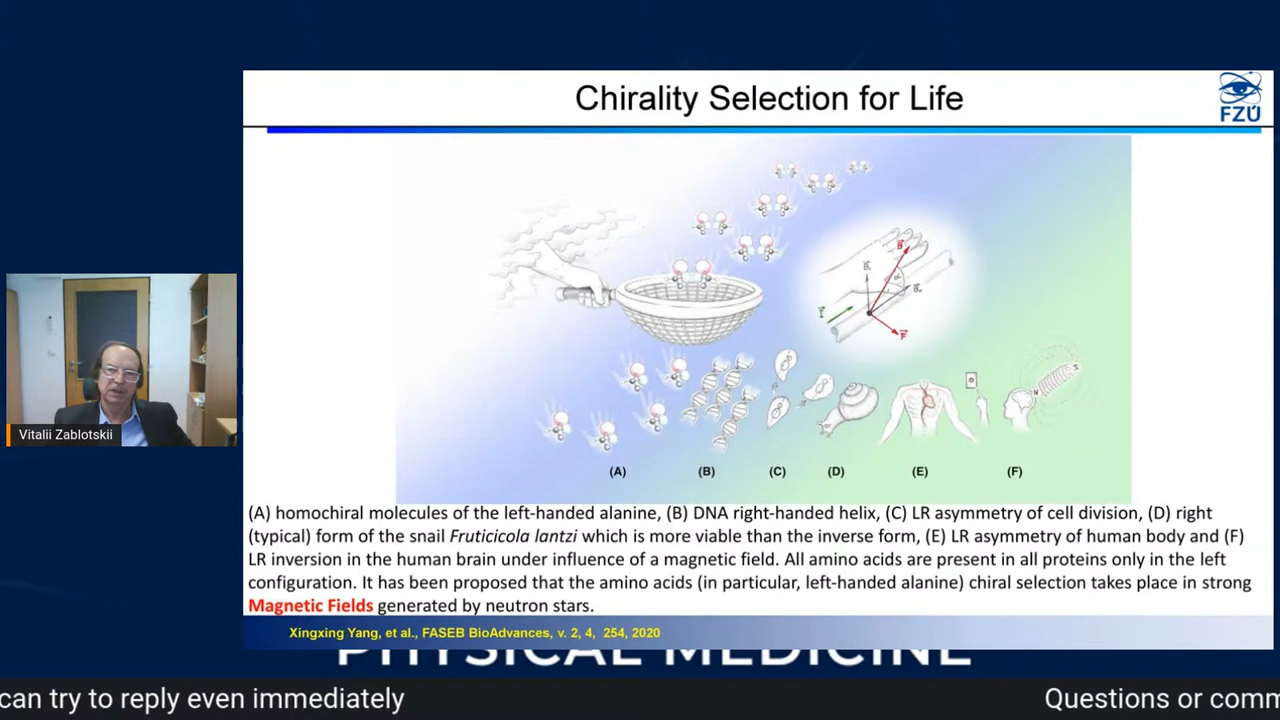 Chirality Selection for Life
FZÚ
(A)
(B)
(C)
(D)
(E)
(F)
(A) homochiral molecules of the left-handed alanine, (B) DNA right-handed helix, (C) LR asymmetry of cell division, (D) right
(typical) form of the snail Fruticicola lantzi which is more viable than the inverse form, (E) LR asymmetry of human body and (F)
LR inversion in the human brain under influence of a magnetic field. All amino acids are present in all proteins only in the left
configuration. It has been proposed that the amino acids (in particular, left-handed alanine) chiral selection takes place in strong
Magnetic Fields generated by neutron stars.
Xingxing Yang, et al., FASEB BioAdvances, v. 2, 4, 254, 2020
Vitalii Zablotskii
PHYSICAL MEDICINE
can try to reply even immediately
Questions or comm